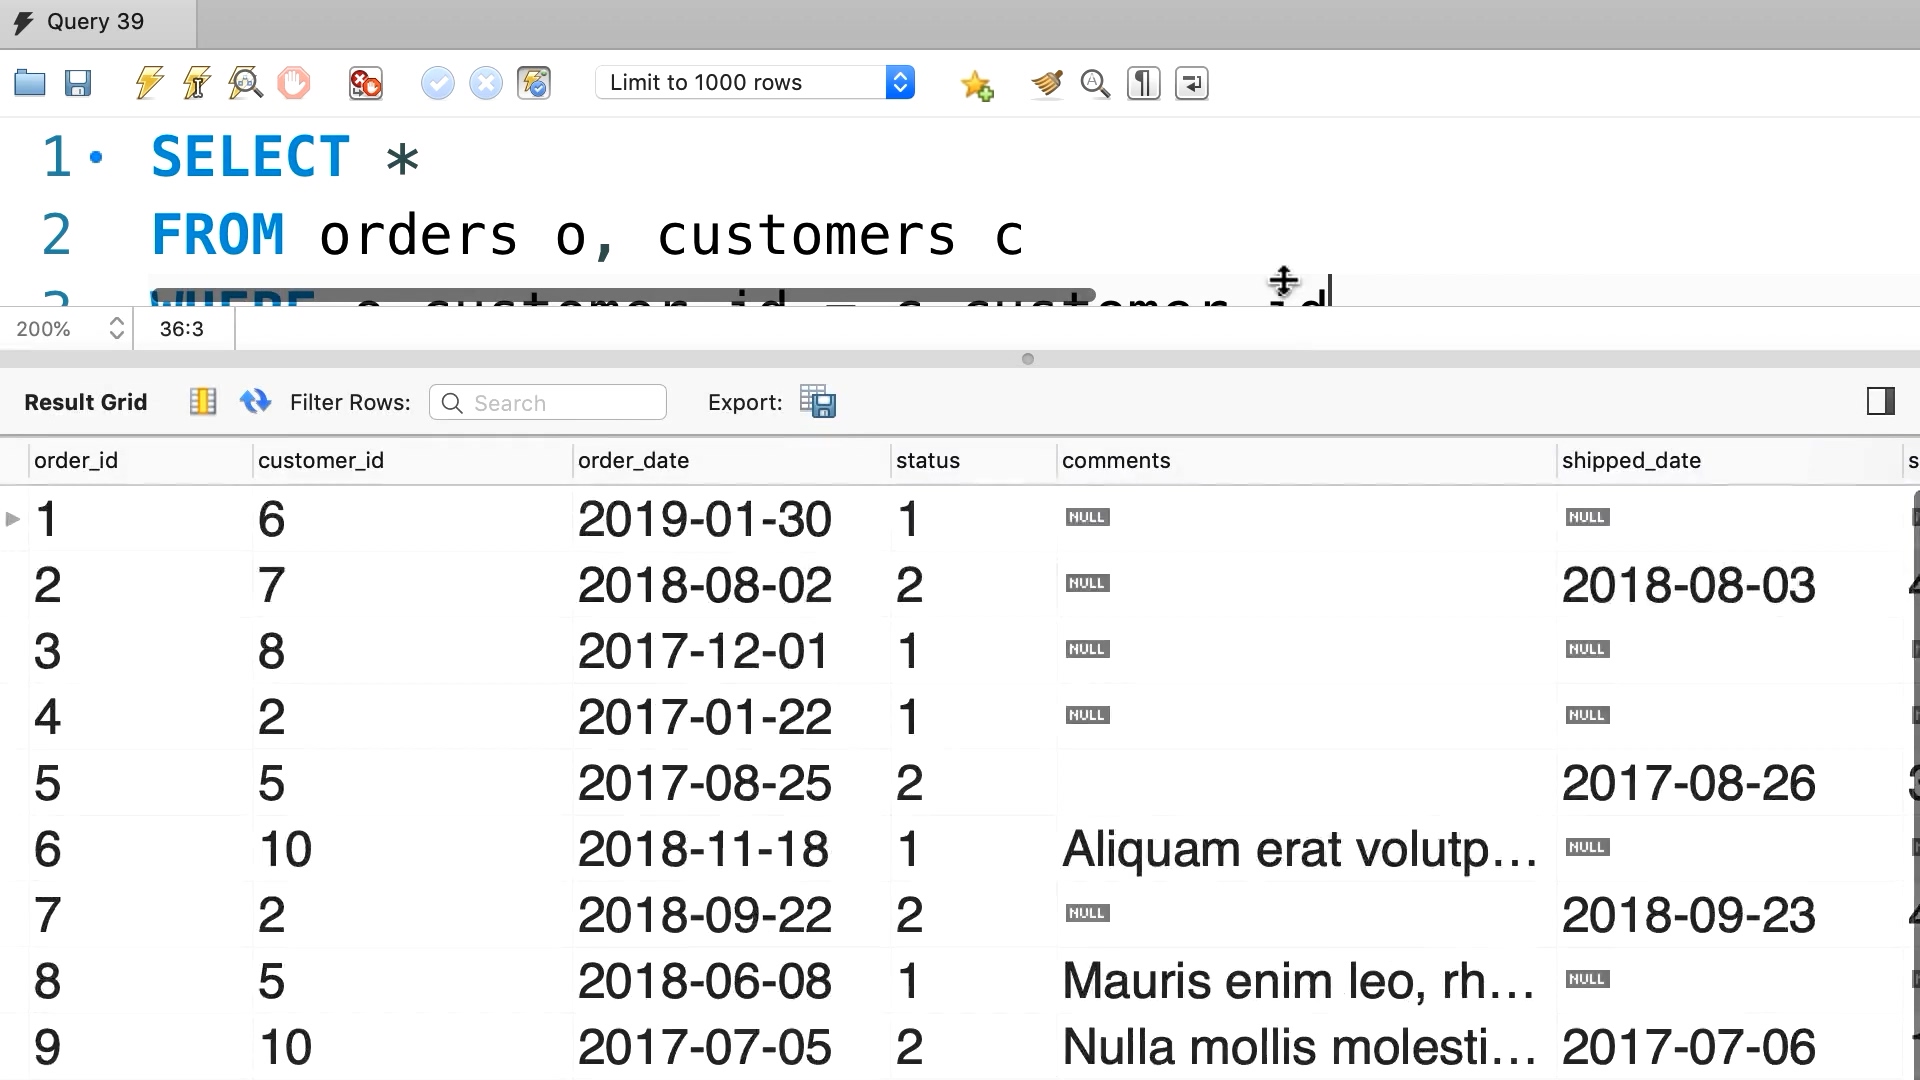 Query 39
Limit to 1000 rows
1 SELECT *
2 FROM orders o, customers c
3 WHERE o.customer_id = c.customer_id
200% 36:3
Result Grid Filter Rows: Search Export:
order_id customer_id order_date status comments shipped_date s
1 6 2019-01-30 1 NULL NULL
2 7 2018-08-02 2 NULL 2018-08-03
3 8 2017-12-01 1 NULL NULL
4 2 2017-01-22 1 NULL NULL
5 5 2017-08-25 2 2017-08-26
6 10 2018-11-18 1 Aliquam erat volutp... NULL
7 2 2018-09-22 2 NULL 2018-09-23
8 5 2018-06-08 1 Mauris enim leo, rh... NULL
9 10 2017-07-05 2 Nulla mollis molesti... 2017-07-06